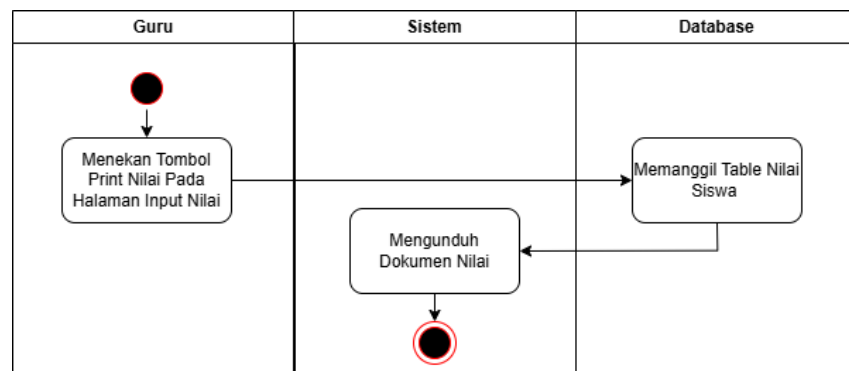 Guru
Sistem
Database
Menekan Tombol
Print Nilai Pada
Halaman Input Nilai
Memanggil Table Nilai
Siswa
Mengunduh
Dokumen Nilai